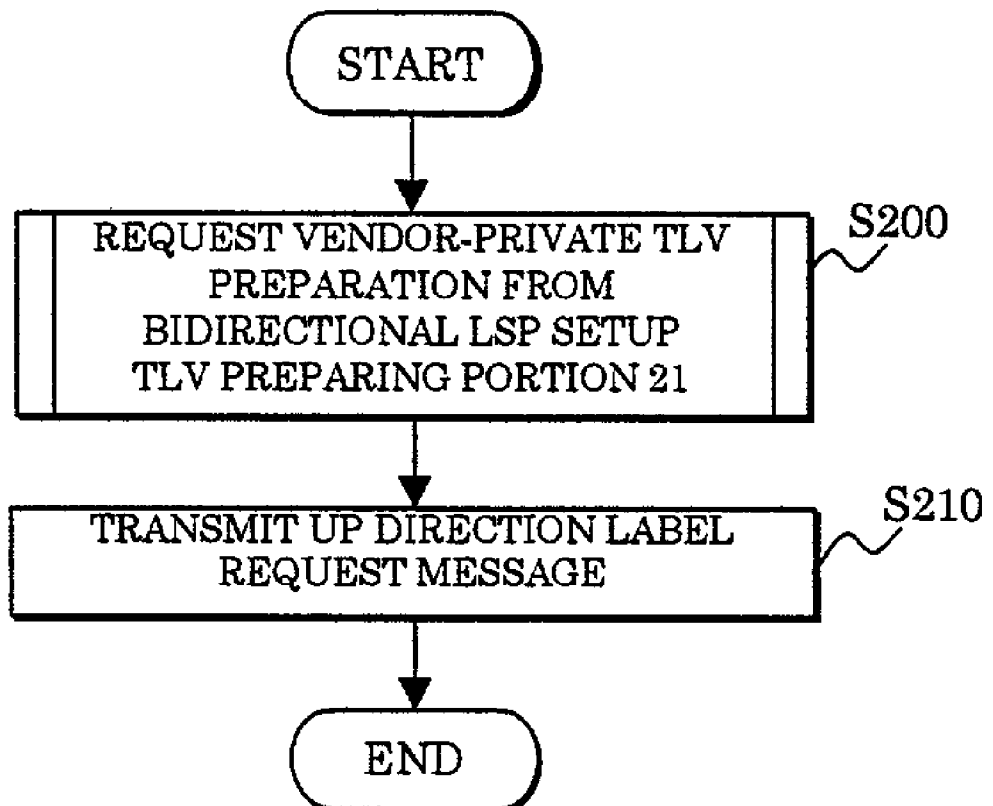 START
REQUEST VENDOR-PRIVATE TLV
PREPARATION FROM
BIDIRECTIONAL LSP SETUP
TLV PREPARING PORTION 21
S200
TRANSMIT UP DIRECTION LABEL
REQUEST MESSAGE
S210
END